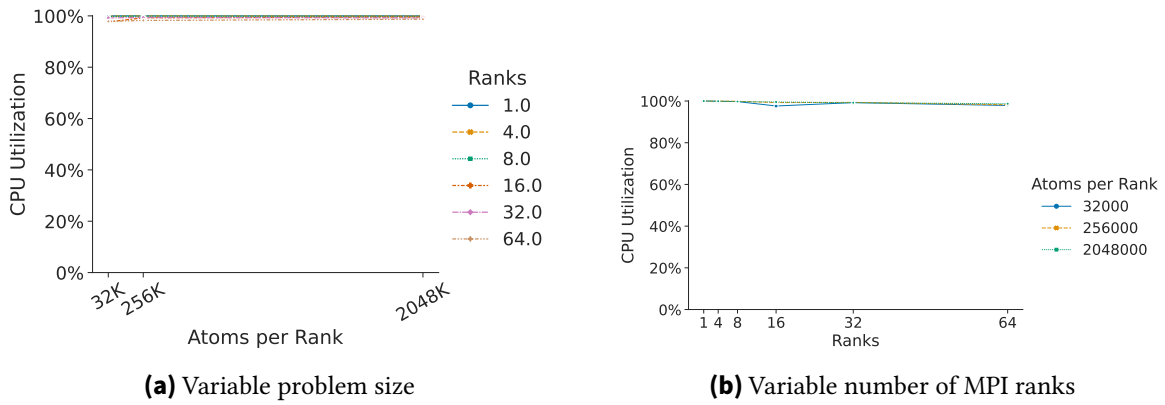 100%
80%
60%
40%
20%
0%
CPU Utilization
32K
256K
2048K
Atoms per Rank
Ranks
1.0
4.0
8.0
16.0
32.0
64.0
(a) Variable problem size
100%
80%
60%
40%
20%
0%
CPU Utilization
1 4 8 16 32 64
Ranks
Atoms per Rank
32000
256000
2048000
(b) Variable number of MPI ranks